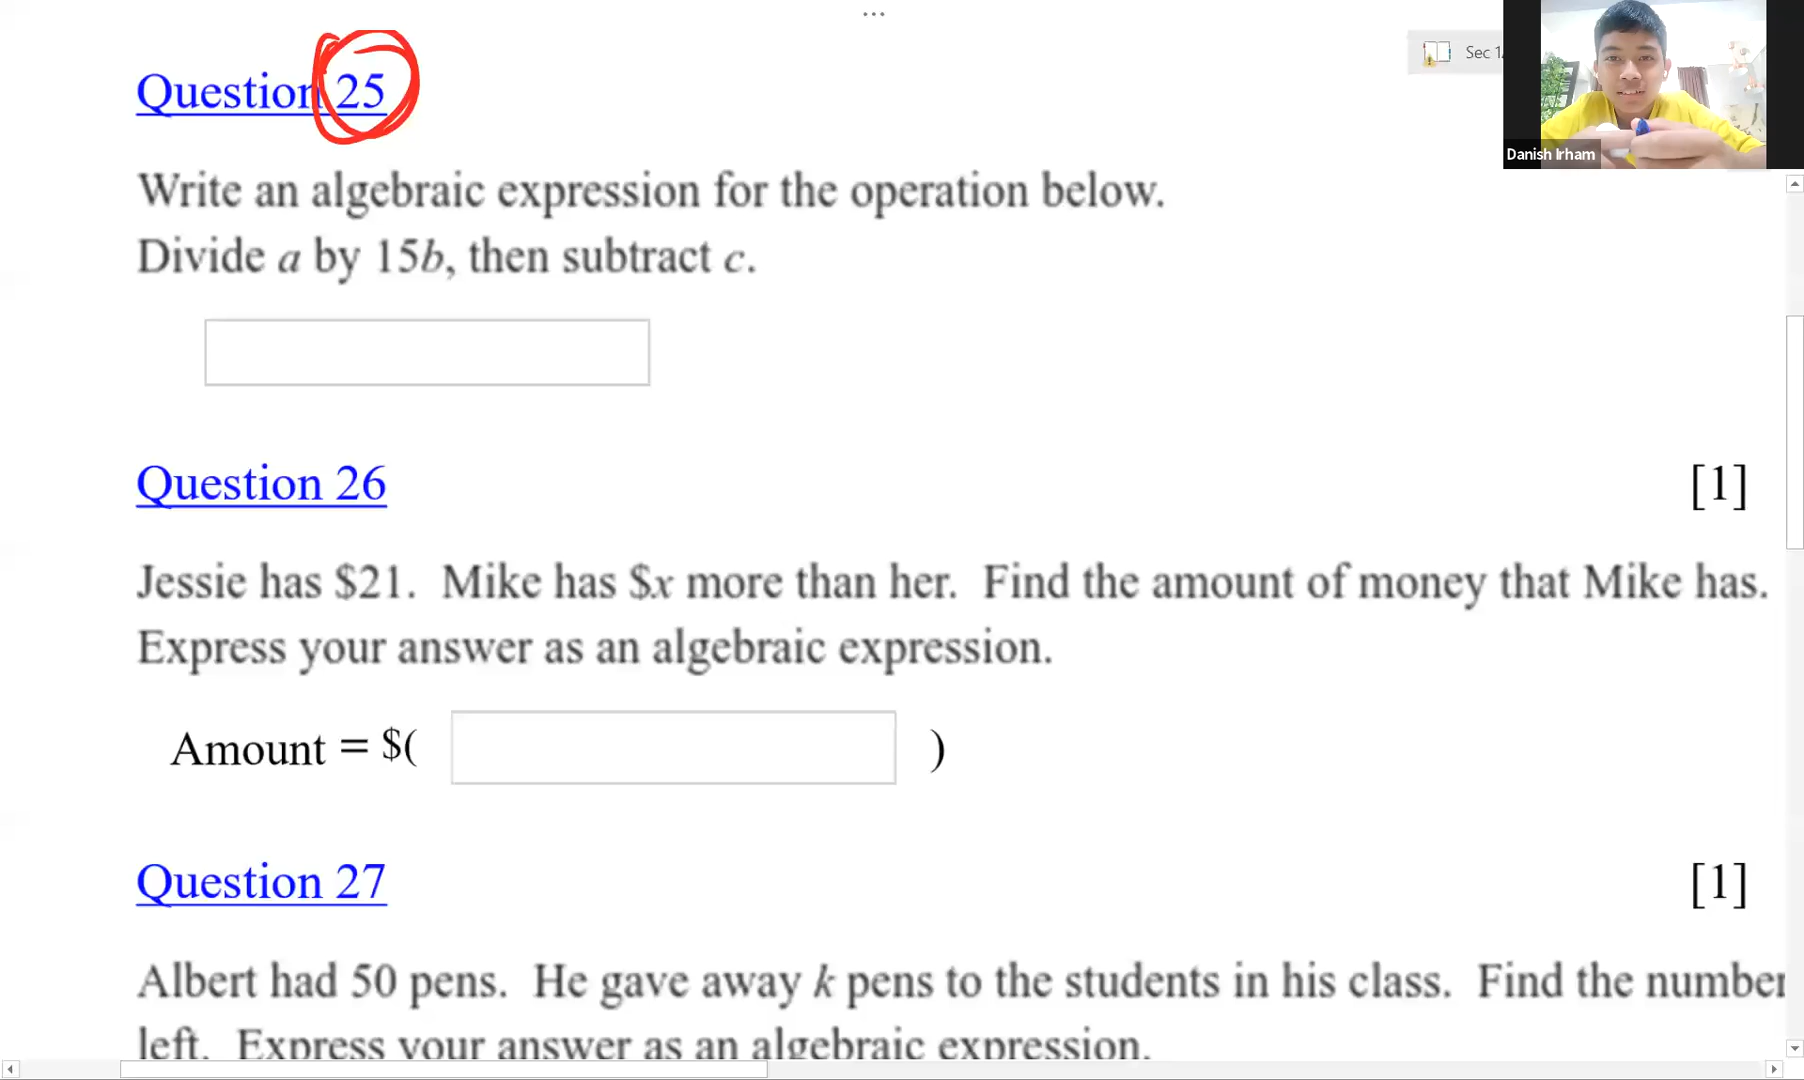 ...
Question 25
Sec 1
Danish Irham
Write an algebraic expression for the operation below.
Divide a by 15b, then subtract c.
Question 26 [1]
Jessie has $21. Mike has $x more than her. Find the amount of money that Mike has.
Express your answer as an algebraic expression.
Amount = $( )
Question 27 [1]
Albert had 50 pens. He gave away k pens to the students in his class. Find the number
left. Express your answer as an algebraic expression.